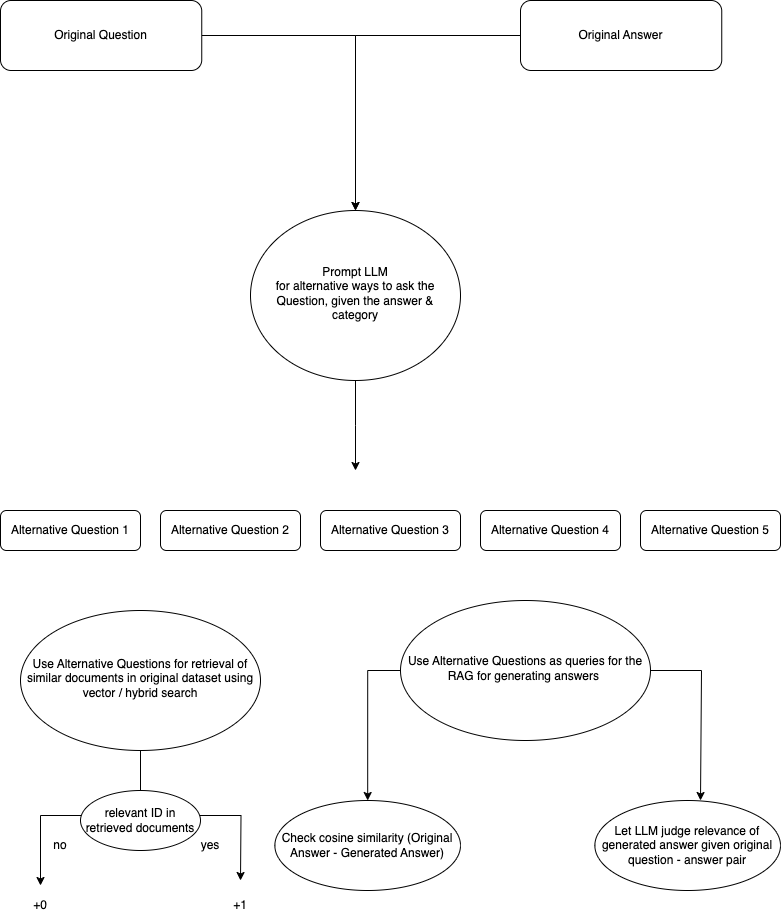 Original Question
Original Answer
Prompt LLM
for alternative ways to ask the
Question, given the answer &
category
Alternative Question 1
Alternative Question 2
Alternative Question 3
Alternative Question 4
Alternative Question 5
Use Alternative Questions for retrieval of
similar documents in original dataset using
vector / hybrid search
Use Alternative Questions as queries for the
RAG for generating answers
relevant ID in
retrieved documents
no
yes
+0
+1
Check cosine similarity (Original
Answer - Generated Answer)
Let LLM judge relevance of
generated answer given original
question - answer pair